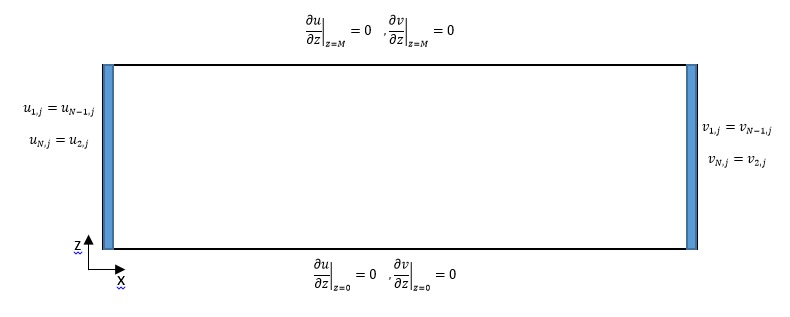 ∂u/∂z|z=M = 0 , ∂v/∂z|z=M = 0
u1,j = uN−1,j
uN,j = u2,j
v1,j = vN−1,j
vN,j = v2,j
Z
X
∂u/∂z|z=0 = 0 , ∂v/∂z|z=0 = 0